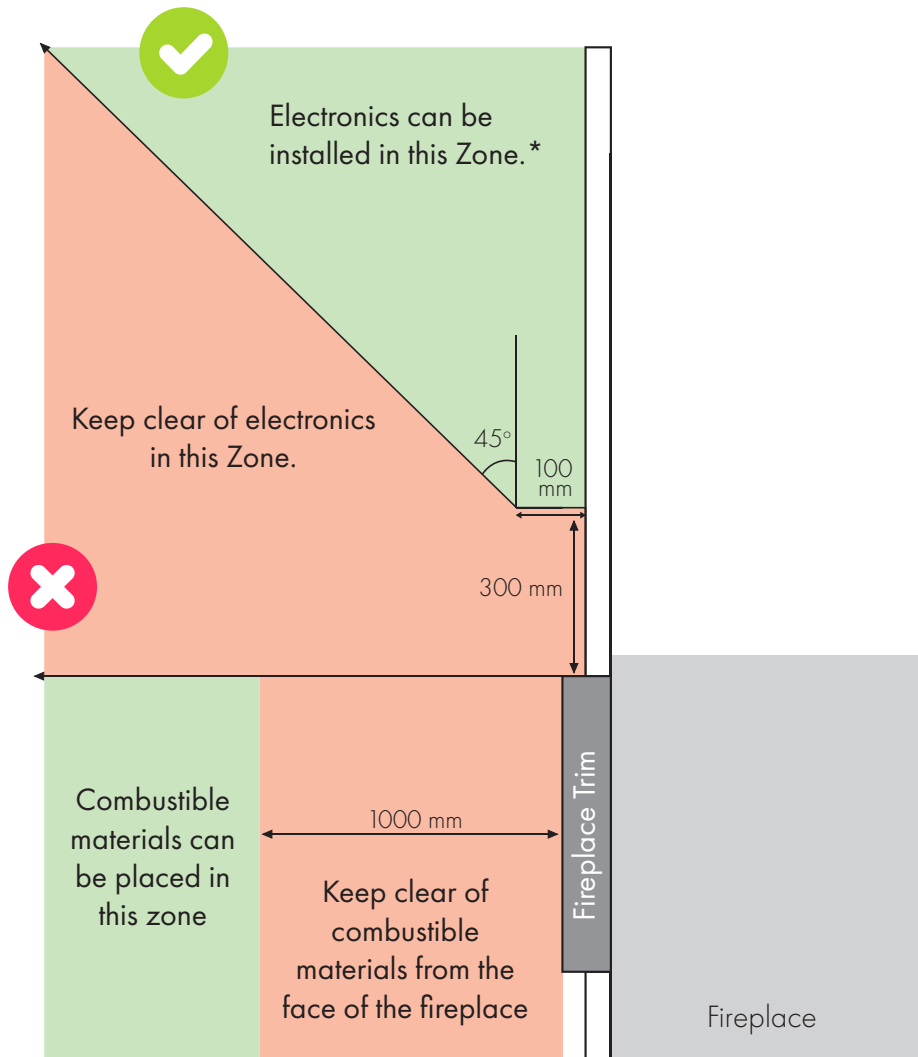 Electronics can be
installed in this Zone.*
Keep clear of electronics
in this Zone.
45°
100
mm
300 mm
Combustible
materials can
be placed in
this zone
1000 mm
Keep clear of
combustible
materials from the
face of the fireplace
Fireplace Trim
Fireplace